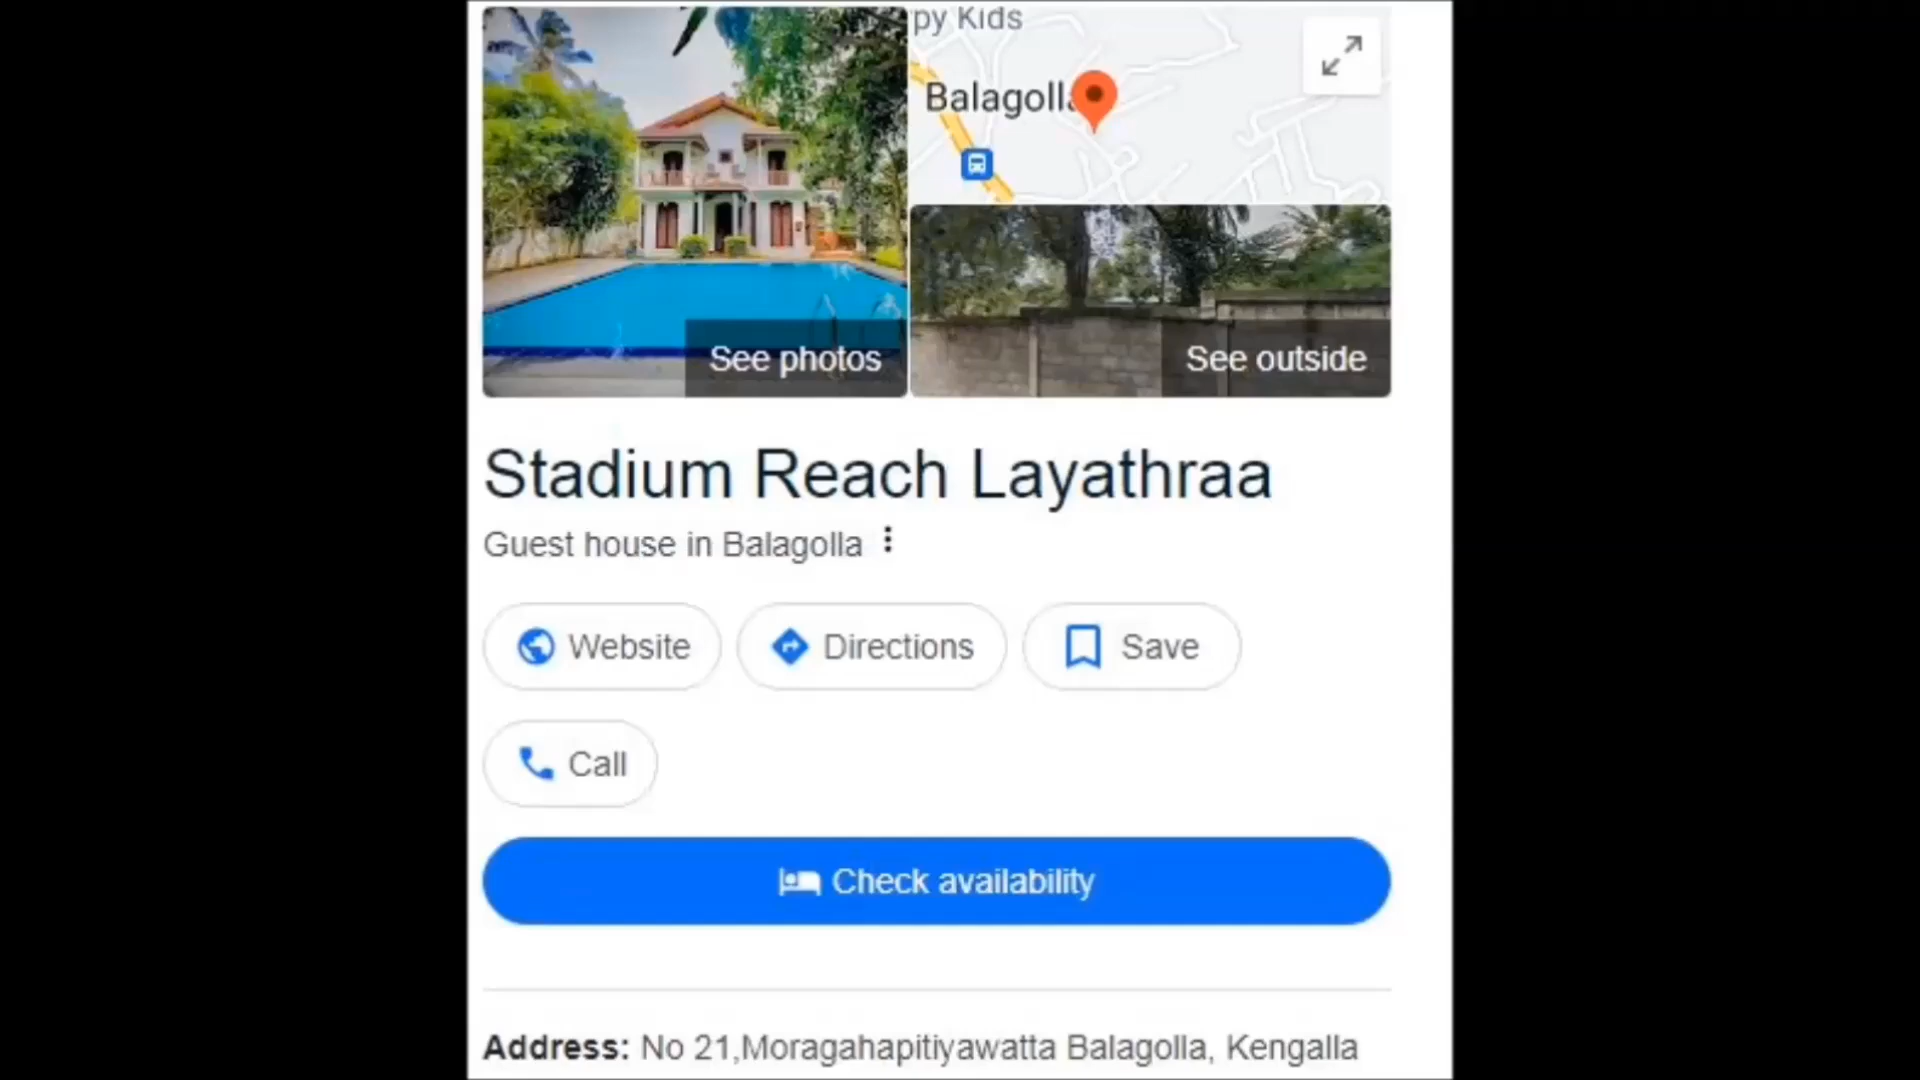 py Kids
Balagolla
See photos
See outside
Stadium Reach Layathraa
Guest house in Balagolla
Website
Directions
Save
Call
Check availability
Address: No 21,Moragahapitiyawatta Balagolla, Kengalla